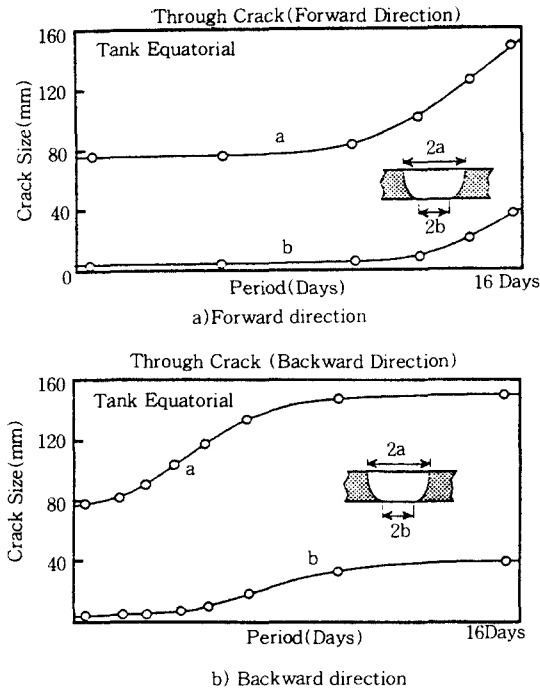 Through Crack(Forward Direction)
160
Tank Equatorial
120
Crack Size(mm)
a
80
2a
40
b
2b
0
Period(Days)
16 Days
a)Forward direction
Through Crack (Backward Direction)
160
Tank Equatorial
120
Crack Size(mm)
a
2a
80
2b
b
40
Period(Days)
16Days
b) Backward direction